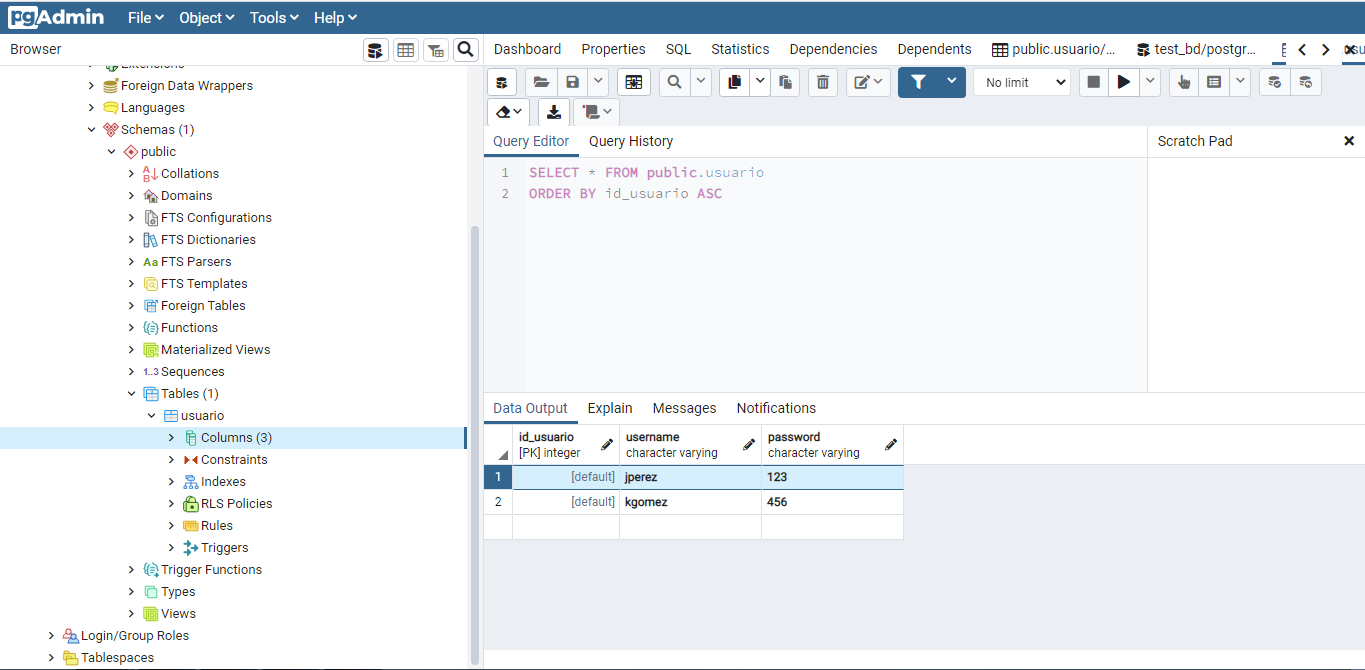 pgAdmin File Object Tools Help
Browser
Dashboard Properties SQL Statistics Dependencies Dependents public.usuario/... test_bd/postgr...
Extensions
Foreign Data Wrappers
Languages
Schemas (1)
public
Collations
Domains
FTS Configurations
FTS Dictionaries
Aa FTS Parsers
FTS Templates
Foreign Tables
Functions
Materialized Views
1..3 Sequences
Tables (1)
usuario
Columns (3)
Constraints
Indexes
RLS Policies
Rules
Triggers
Trigger Functions
Types
Views
Login/Group Roles
Tablespaces
No limit
Query Editor Query History
Scratch Pad
1 SELECT * FROM public.usuario
2 ORDER BY id_usuario ASC
Data Output Explain Messages Notifications
id_usuario username password
[PK] integer character varying character varying
1 [default] jperez 123
2 [default] kgomez 456